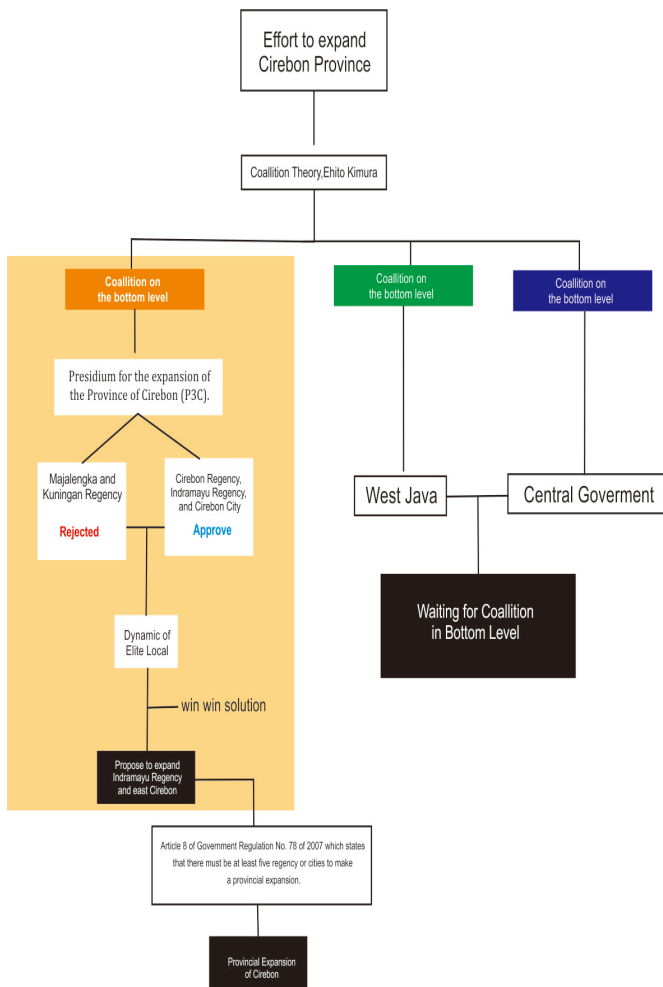 Effort to expand
Cirebon Province
Coallition Theory,Ehito Kimura
Coallition on
the bottom level
Coallition on
the bottom level
Coallition on
the bottom level
Presidium for the expansion of
the Province of Cirebon (P3C).
Majalengka and
Kuningan Regency
Rejected
Cirebon Regency,
Indramayu Regency,
and Cirebon City
Approve
West Java
Central Goverment
Waiting for Coallition
in Bottom Level
Dynamic of
Elite Local
win win solution
Propose to expand
Indramayu Regency
and east Cirebon
Article 8 of Government Regulation No. 78 of 2007 which states
that there must be at least five regency or cities to make
a provincial expansion.
Provincial Expansion
of Cirebon